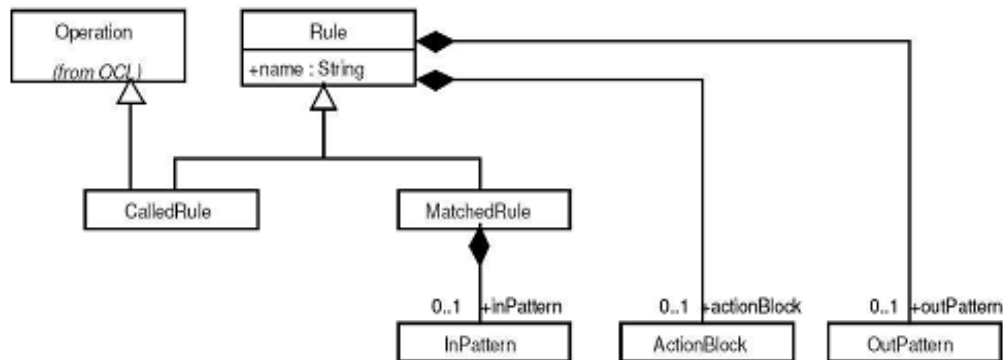 Operation
(from OCL)
Rule
+name : String
CalledRule
MatchedRule
0..1 +inPattern
0..1 +actionBlock
0..1 +outPattern
InPattern
ActionBlock
OutPattern